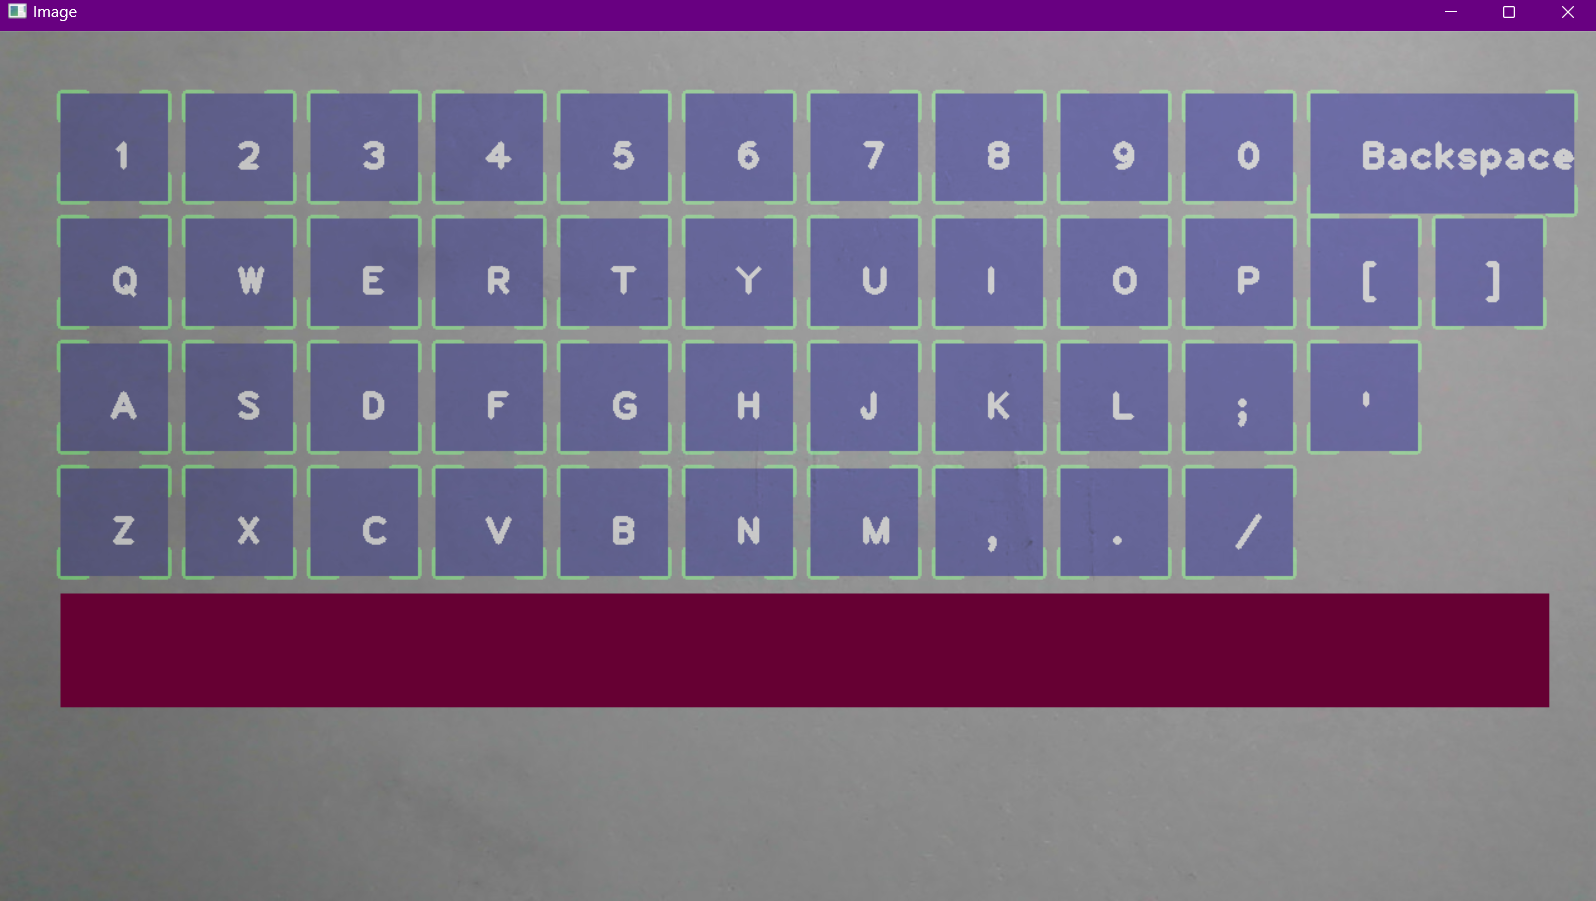 Image
1 2 3 4 5 6 7 8 9 0 Backspace
Q W E R T Y U I O P [ ]
A S D F G H J K L ; '
Z X C V B N M , . /